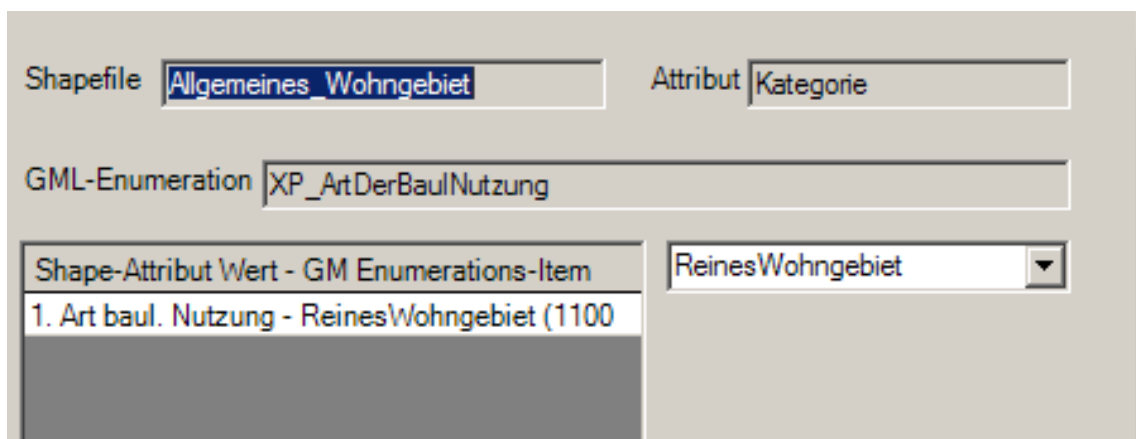 Shapefile Allgemeines_Wohngebiet Attribut Kategorie
GML-Enumeration XP_ArtDerBaulNutzung
Shape-Attribut Wert - GM Enumerations-Item ReinesWohngebiet
1. Art baul. Nutzung - ReinesWohngebiet (1100